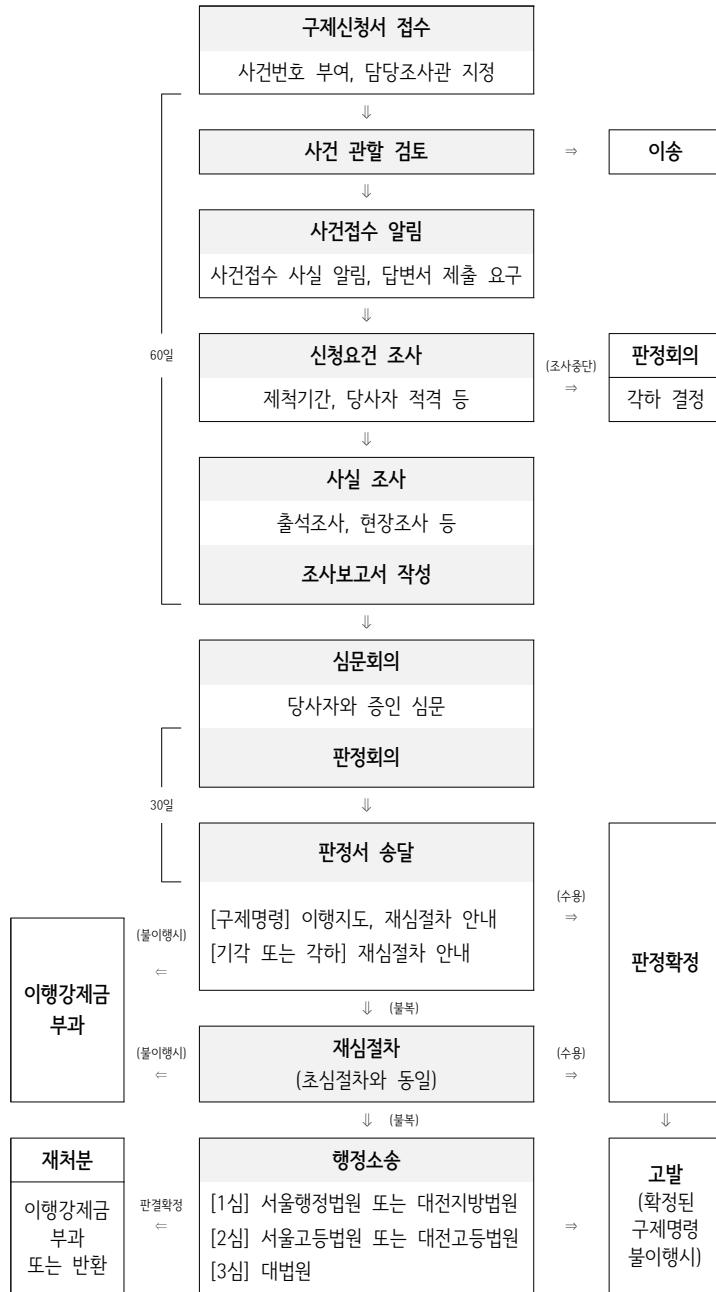 구제신청서 접수
사건번호 부여, 담당조사관 지정
⇓
사건 관할 검토
⇒
이송
⇓
사건접수 알림
사건접수 사실 알림, 답변서 제출 요구
⇓
60일
신청요건 조사
제척기간, 당사자 적격 등
(조사중단)
⇒
판정회의
각하 결정
⇓
사실 조사
출석조사, 현장조사 등
조사보고서 작성
⇓
심문회의
당사자와 증인 심문
판정회의
30일
⇓
판정서 송달
[구제명령] 이행지도, 재심절차 안내
[기각 또는 각하] 재심절차 안내
(수용)
⇒
판정확정
(불이행시)
⇐
이행강제금
부과
⇓ (불복)
재심절차
(초심절차와 동일)
(불이행시)
⇐
(수용)
⇒
⇓ (불복)
⇓
재처분
이행강제금
부과
또는 반환
판결확정
⇐
행정소송
[1심] 서울행정법원 또는 대전지방법원
[2심] 서울고등법원 또는 대전고등법원
[3심] 대법원
⇒
고발
(확정된
구제명령
불이행시)